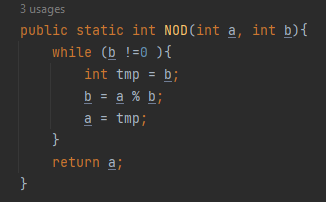 3 usages
public static int NOD(int a, int b){
while (b !=0 ){
int tmp = b;
b = a % b;
a = tmp;
}
return a;
}